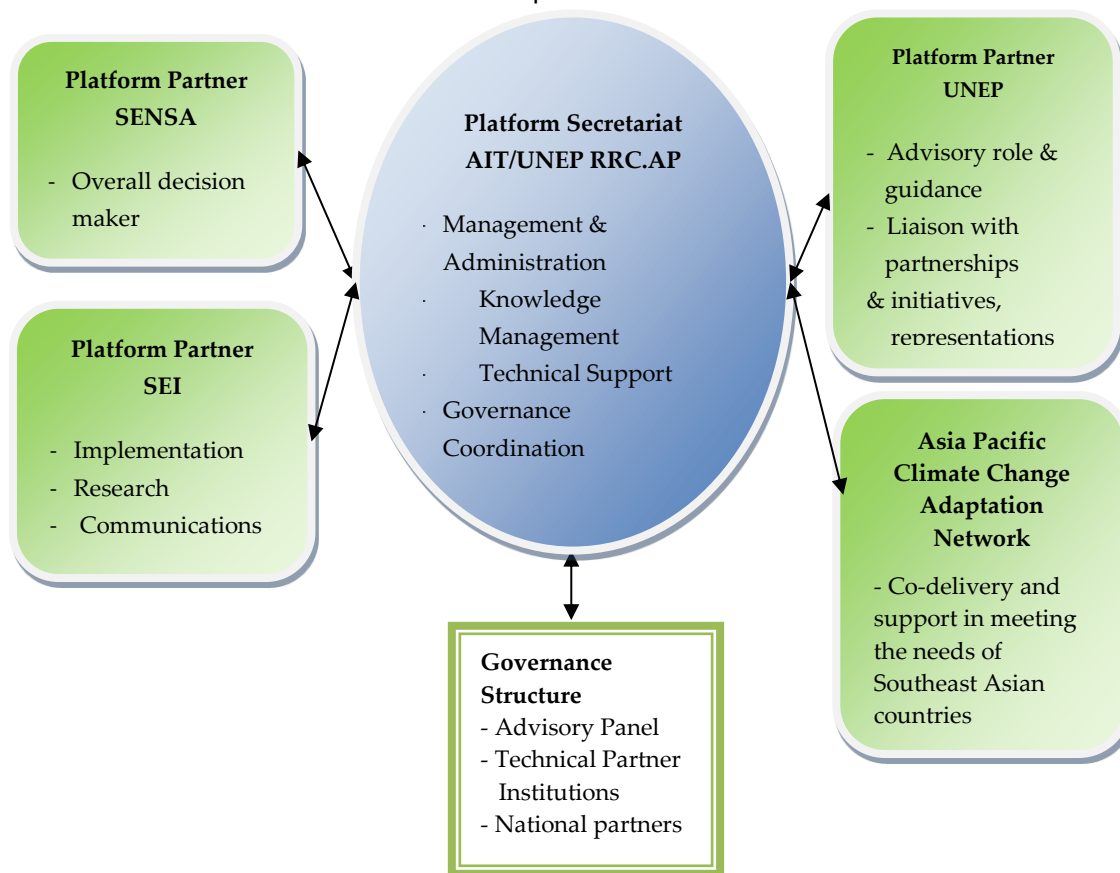 Platform Partner
SENSA
- Overall decision
maker
Platform Partner
SEI
- Implementation
- Research
- Communications
Platform Secretariat
AIT/UNEP RRC.AP
· Management &
Administration
· Knowledge
Management
· Technical Support
· Governance
Coordination
Platform Partner
UNEP
- Advisory role &
guidance
- Liaison with
partnerships
& initiatives,
representations
Asia Pacific
Climate Change
Adaptation
Network
- Co-delivery and
support in meeting
the needs of
Southeast Asian
countries
Governance
Structure
- Advisory Panel
- Technical Partner
Institutions
- National partners